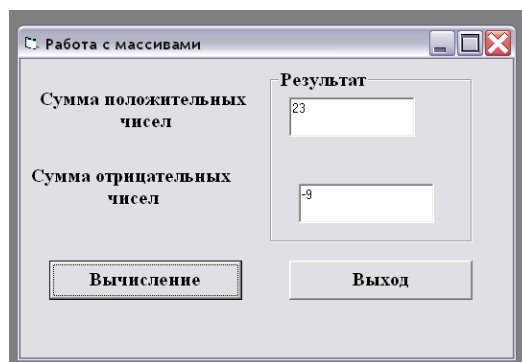 Работа с массивами
Результат
Сумма положительных
чисел
23
Сумма отрицательных
чисел
-9
Вычисление
Выход